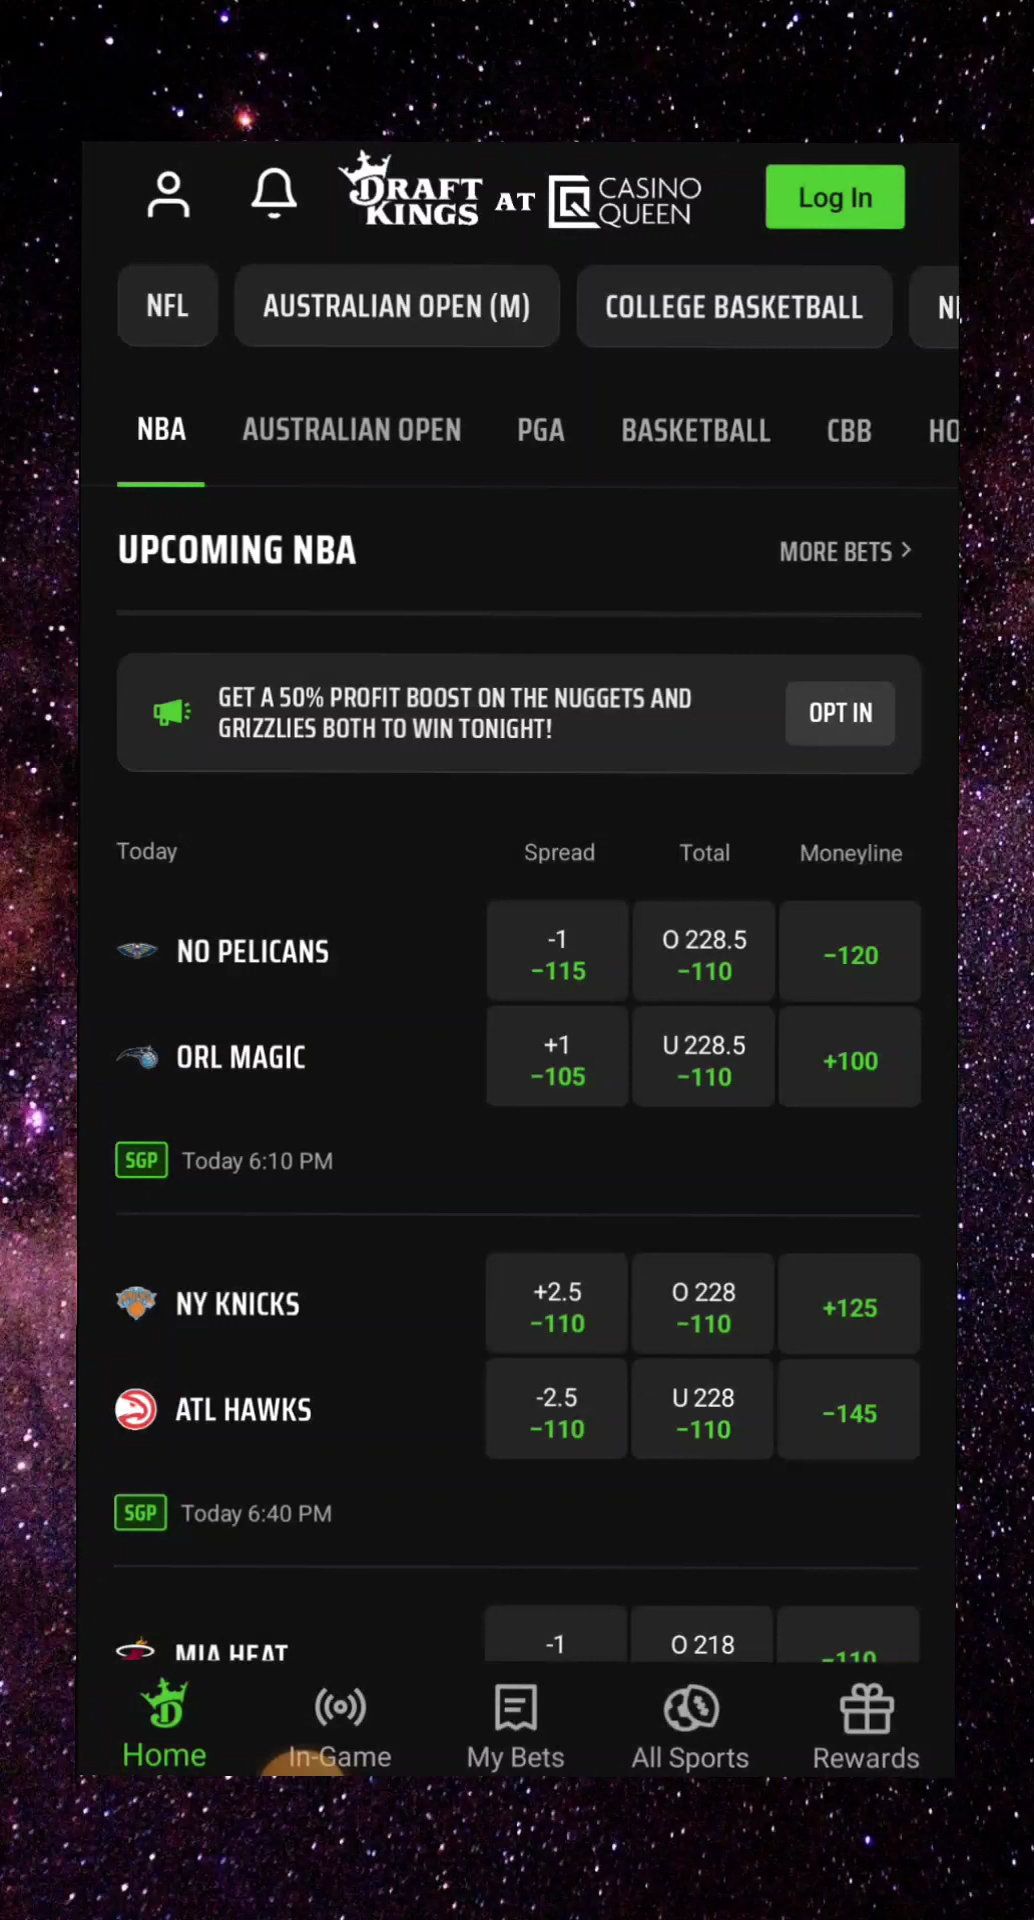 DRAFT KINGS AT CASINO QUEEN
Log In
NFL
AUSTRALIAN OPEN (M)
COLLEGE BASKETBALL
NBA
AUSTRALIAN OPEN
PGA
BASKETBALL
CBB
HO
UPCOMING NBA
MORE BETS >
GET A 50% PROFIT BOOST ON THE NUGGETS AND
GRIZZLIES BOTH TO WIN TONIGHT!
OPT IN
Today Spread Total Moneyline
NO PELICANS
-1
−115
O 228.5
−110
−120
ORL MAGIC
+1
−105
U 228.5
−110
+100
SGP Today 6:10 PM
NY KNICKS
+2.5
−110
O 228
−110
+125
ATL HAWKS
-2.5
−110
U 228
−110
−145
SGP Today 6:40 PM
MIA HEAT
-1
O 218
−110
Home
In-Game
My Bets
All Sports
Rewards